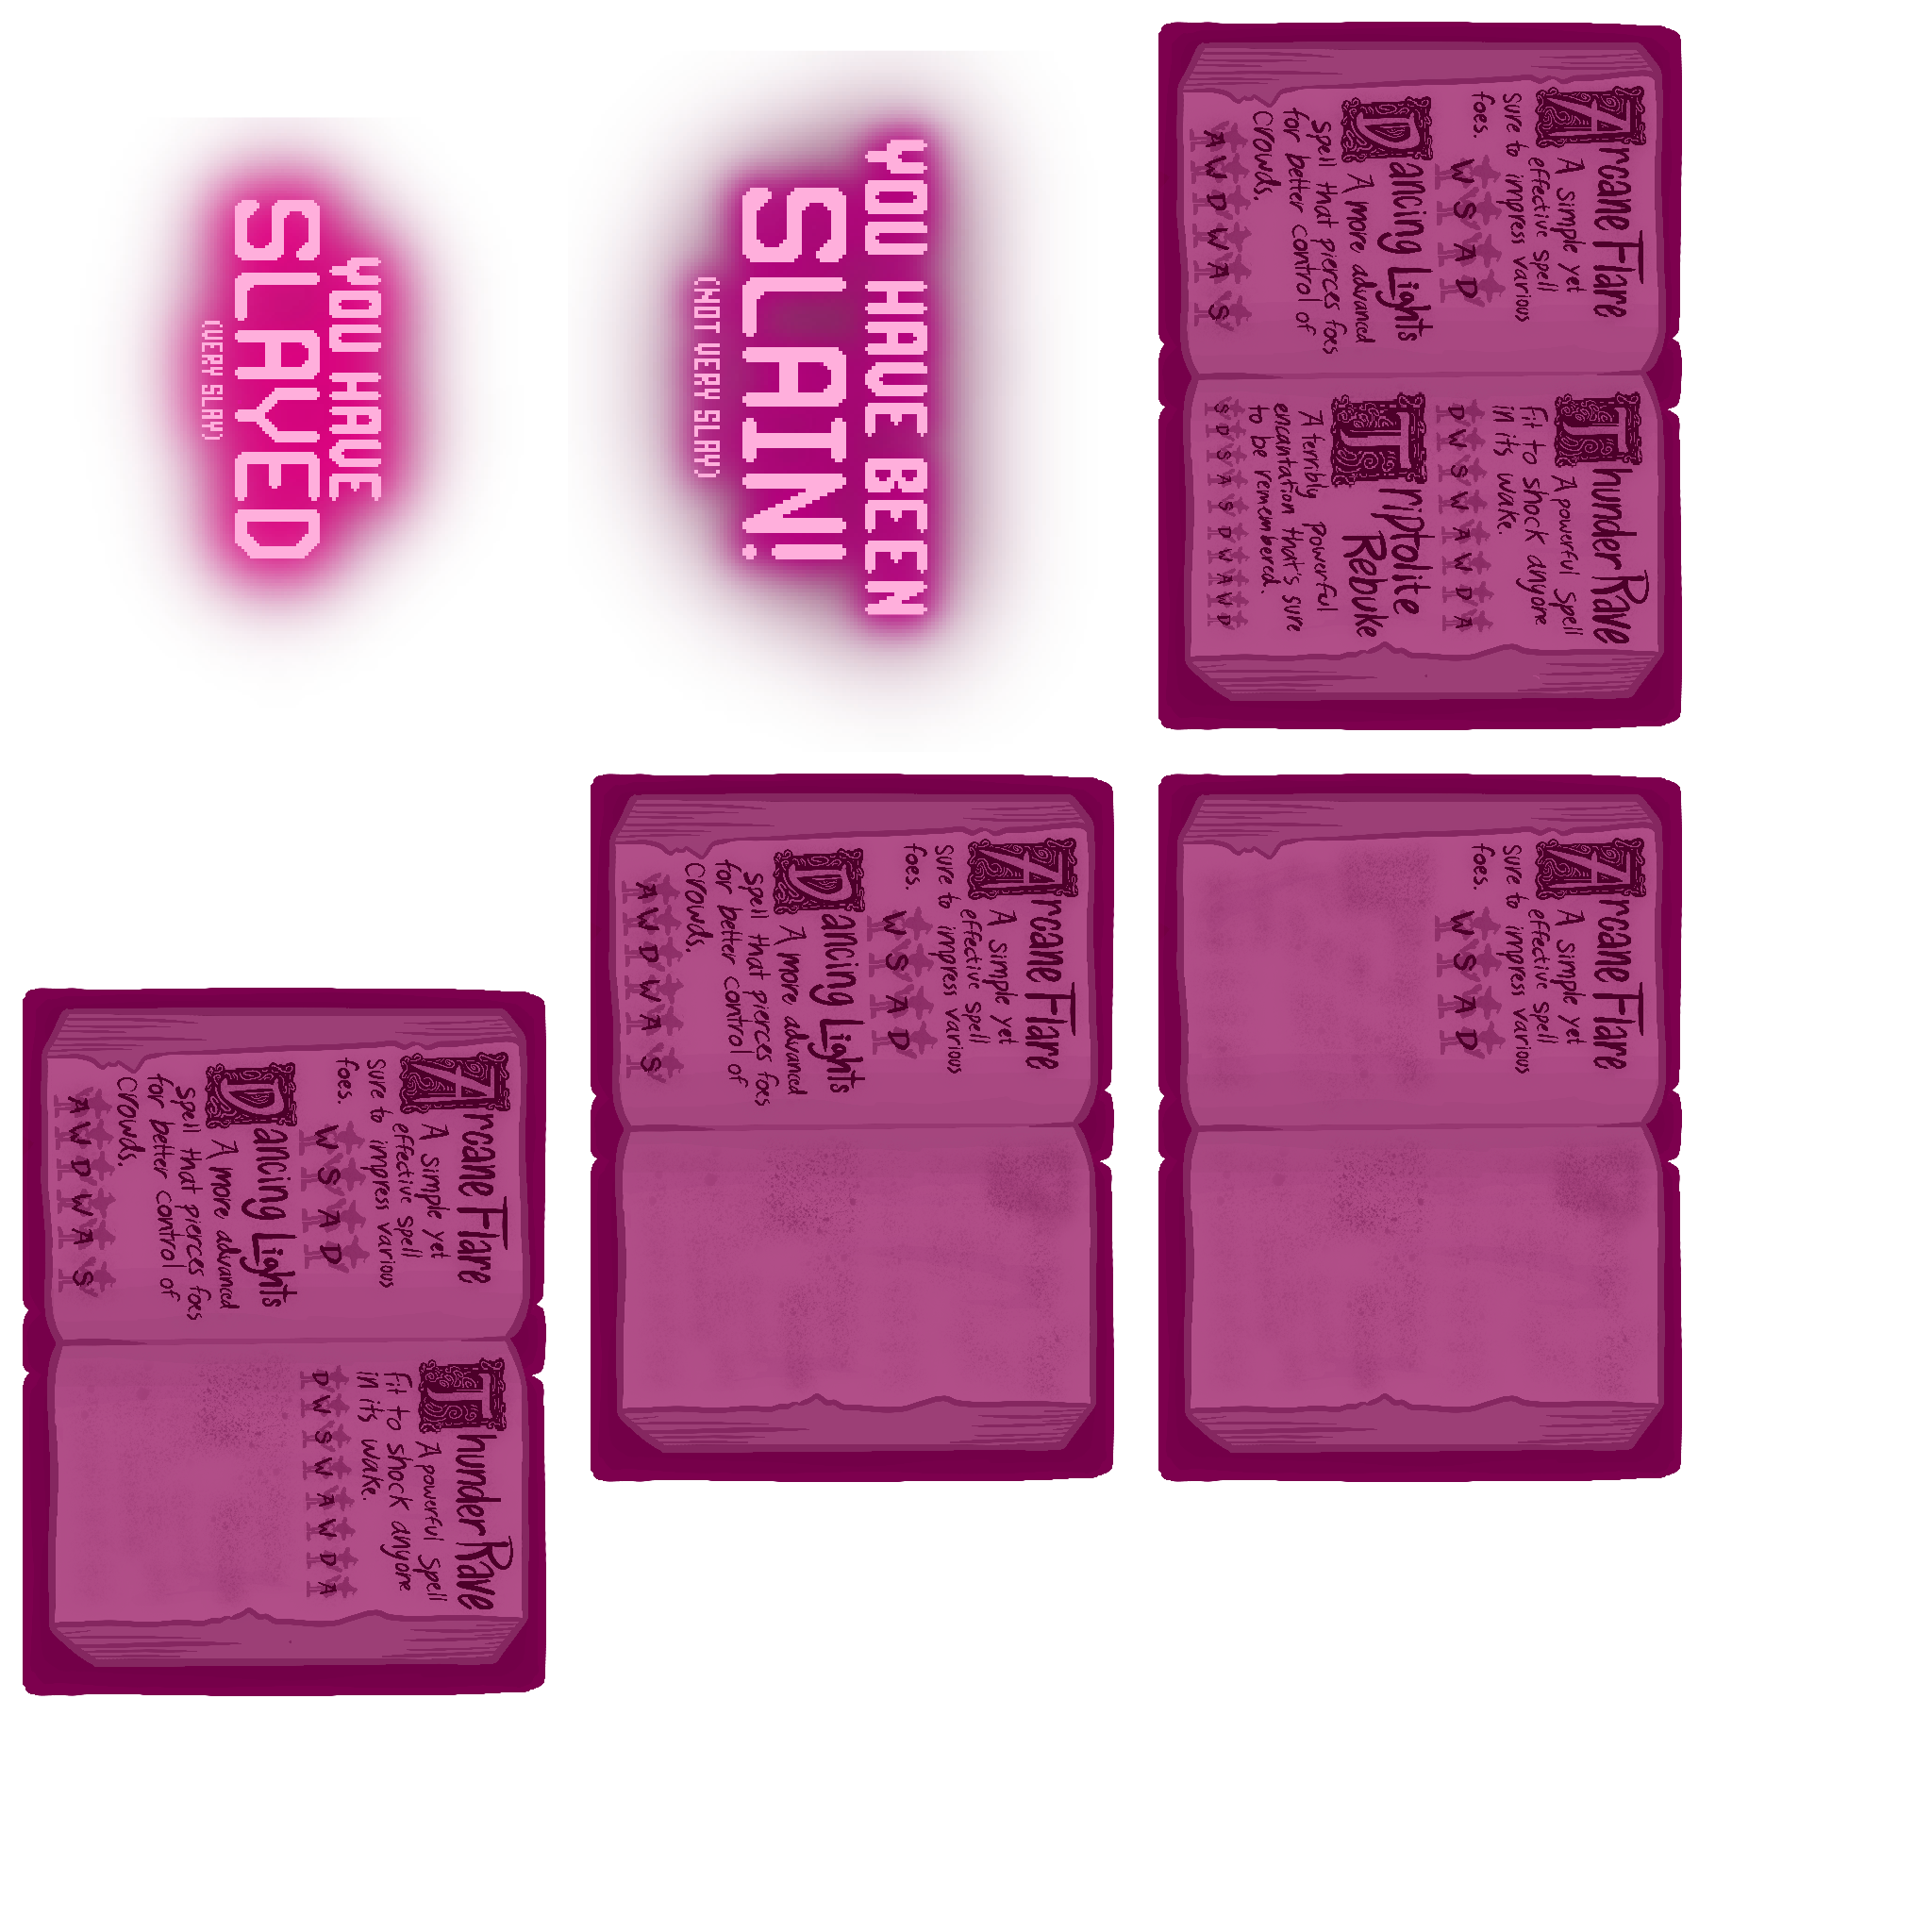 YOU HAVE
SLAYED
(VERY SLAY)
YOU HAVE BEEN
SLAIN!
(NOT VERY SLAY)
Arcane Flare
A simple yet
effective spell
sure to impress various
foes.
W S A D
Dancing Lights
A more advanced
spell that pierces foes
for better control of
crowds.
A W D W A S
Thunder Rave
A powerful spell
fit to shock anyone
in its wake.
D W S W A W D A
Triptolite
Rebuke
A terribly powerful
encantation that's sure
to be remembered.
S D S A S D W A W D
Arcane Flare
A simple yet
effective spell
sure to impress various
foes.
W S A D
Dancing Lights
A more advanced
spell that pierces foes
for better control of
crowds.
A W D W A S
Thunder Rave
A powerful spell
fit to shock anyone
in its wake.
D W S W A W D A
Arcane Flare
A simple yet
effective spell
sure to impress various
foes.
W S A D
Dancing Lights
A more advanced
spell that pierces foes
for better control of
crowds.
A W D W A S
Arcane Flare
A simple yet
effective spell
sure to impress various
foes.
W S A D